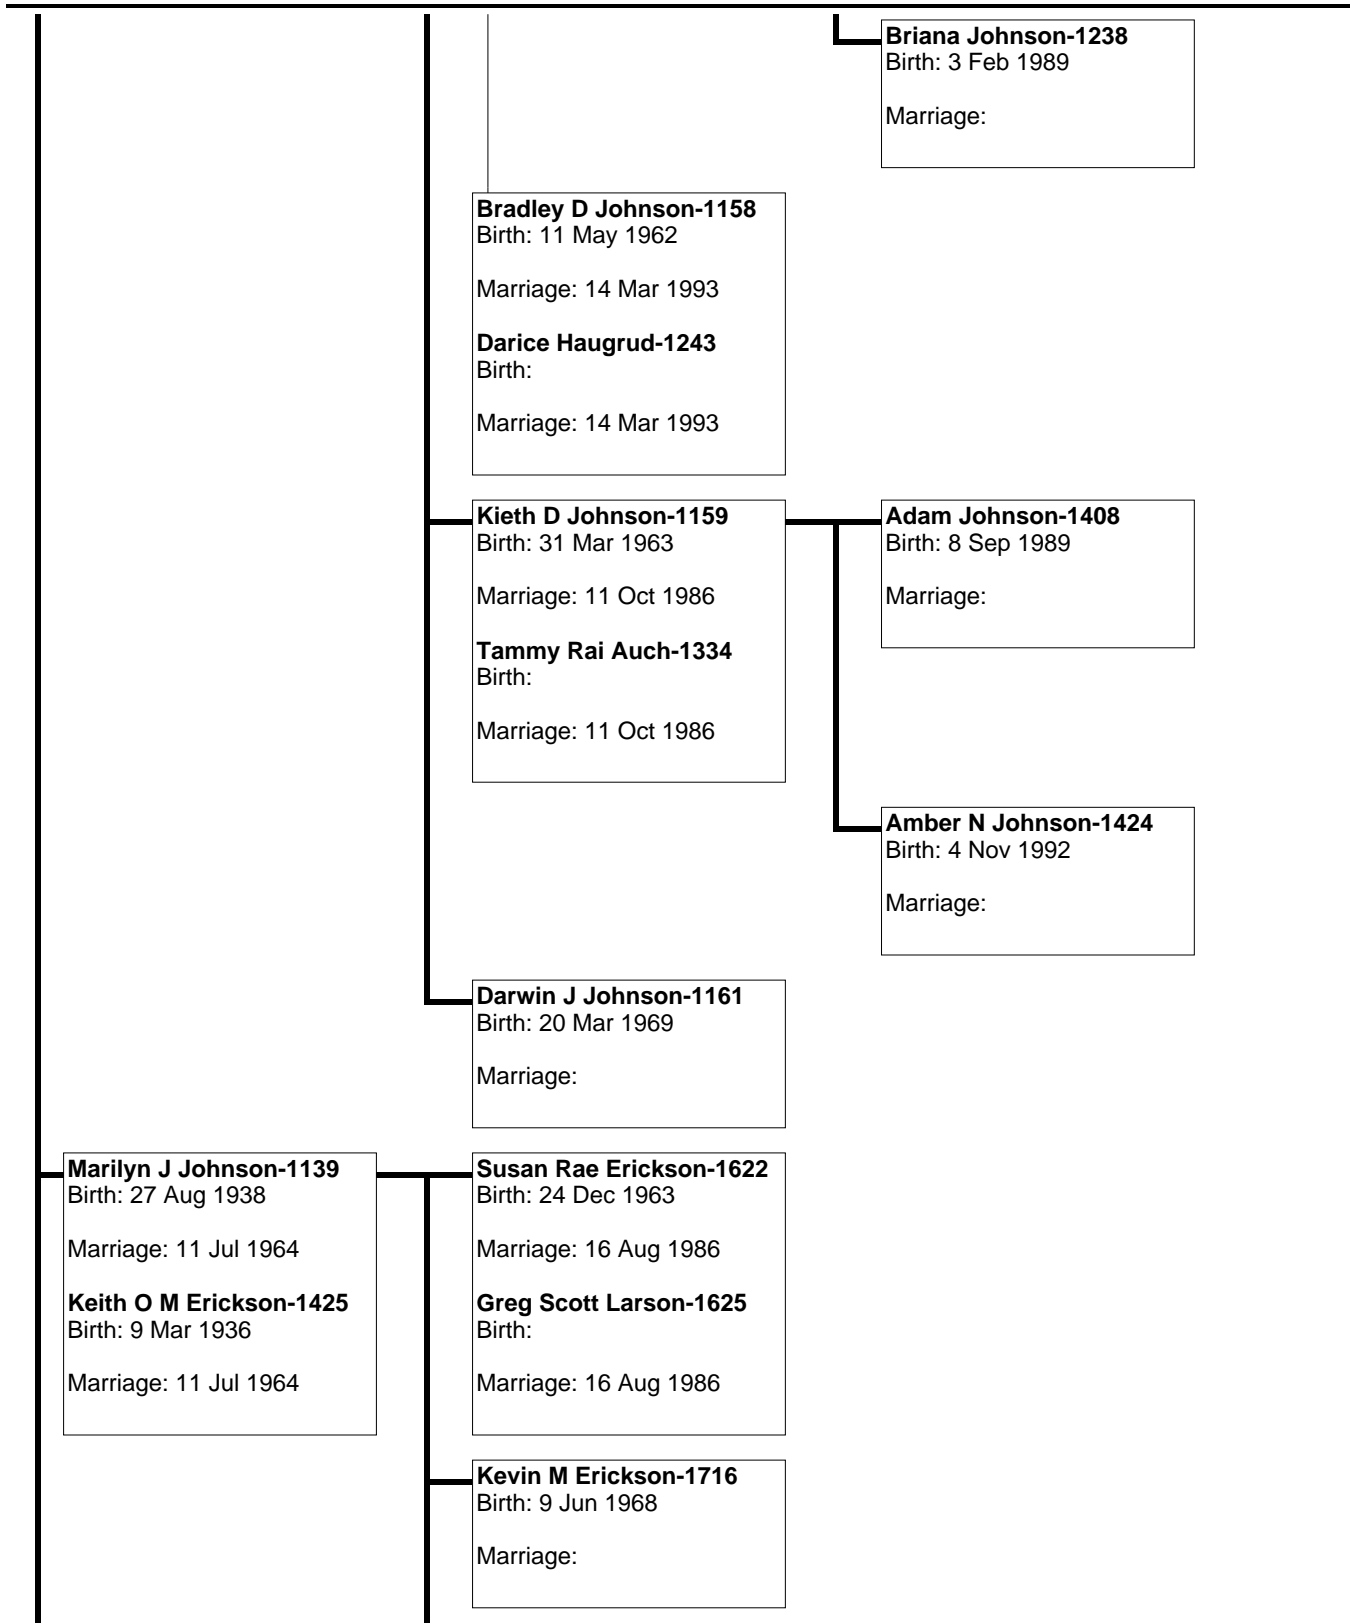 Briana Johnson-1238
Birth: 3 Feb 1989
Marriage:
Bradley D Johnson-1158
Birth: 11 May 1962
Marriage: 14 Mar 1993
Darice Haugrud-1243
Birth:
Marriage: 14 Mar 1993
Kieth D Johnson-1159
Birth: 31 Mar 1963
Marriage: 11 Oct 1986
Tammy Rai Auch-1334
Birth:
Marriage: 11 Oct 1986
Adam Johnson-1408
Birth: 8 Sep 1989
Marriage:
Amber N Johnson-1424
Birth: 4 Nov 1992
Marriage:
Darwin J Johnson-1161
Birth: 20 Mar 1969
Marriage:
Marilyn J Johnson-1139
Birth: 27 Aug 1938
Marriage: 11 Jul 1964
Keith O M Erickson-1425
Birth: 9 Mar 1936
Marriage: 11 Jul 1964
Susan Rae Erickson-1622
Birth: 24 Dec 1963
Marriage: 16 Aug 1986
Greg Scott Larson-1625
Birth:
Marriage: 16 Aug 1986
Kevin M Erickson-1716
Birth: 9 Jun 1968
Marriage: